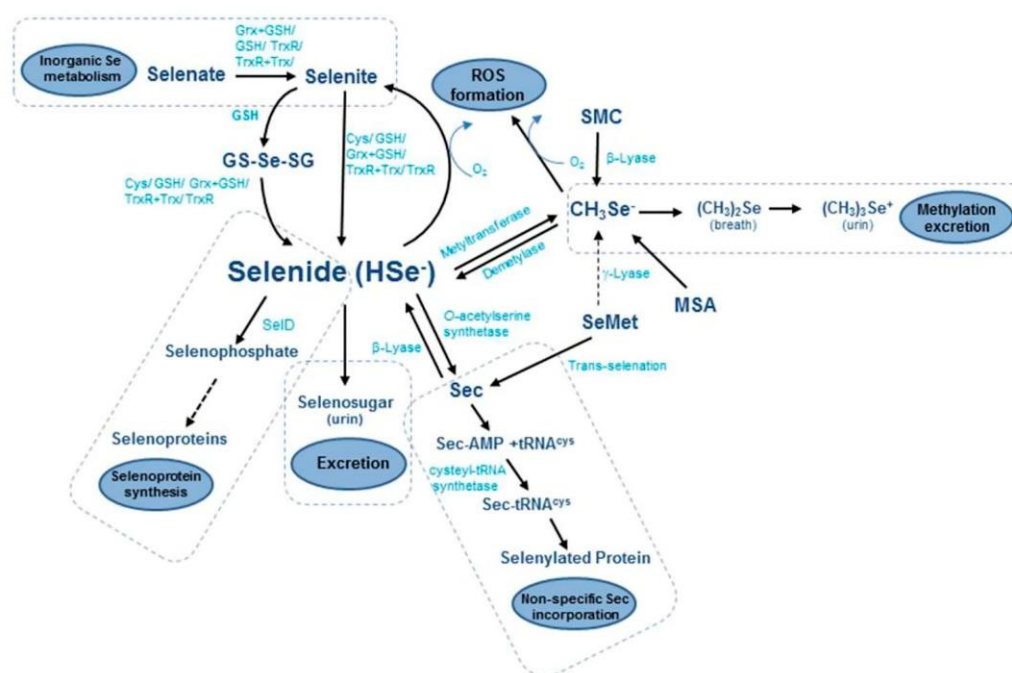 Grx+GSH/
GSH/ TrxR/
TrxR+Trx/
Inorganic Se
metabolism
Selenate
Selenite
ROS
formation
GSH
SMC
Cys/ GSH/
Grx+GSH/
TrxR+Trx/TrxR
O₂
O₂
β-Lyase
GS-Se-SG
Cys/ GSH/ Grx+GSH/
TrxR+Trx/ TrxR
CH₃Se⁻
(CH₃)₂Se
(breath)
(CH₃)₃Se⁺
(urin)
Methylation
excretion
Metyltransferase
Demetylase
Selenide (HSe⁻)
γ-Lyase
MSA
SelD
O-acetylserine
synthetase
SeMet
Selenophosphate
β-Lyase
Trans-selenation
Sec
Selenosugar
(urin)
Selenoproteins
Sec-AMP +tRNAᶜʸˢ
Excretion
cysteyl-tRNA
synthetase
Selenoprotein
synthesis
Sec-tRNAᶜʸˢ
Selenylated Protein
Non-specific Sec
incorporation